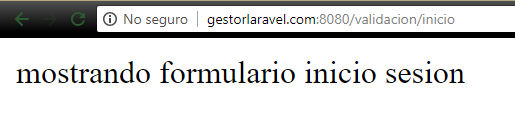 No seguro | gestorlaravel.com:8080/validacion/inicio
mostrando formulario inicio sesion